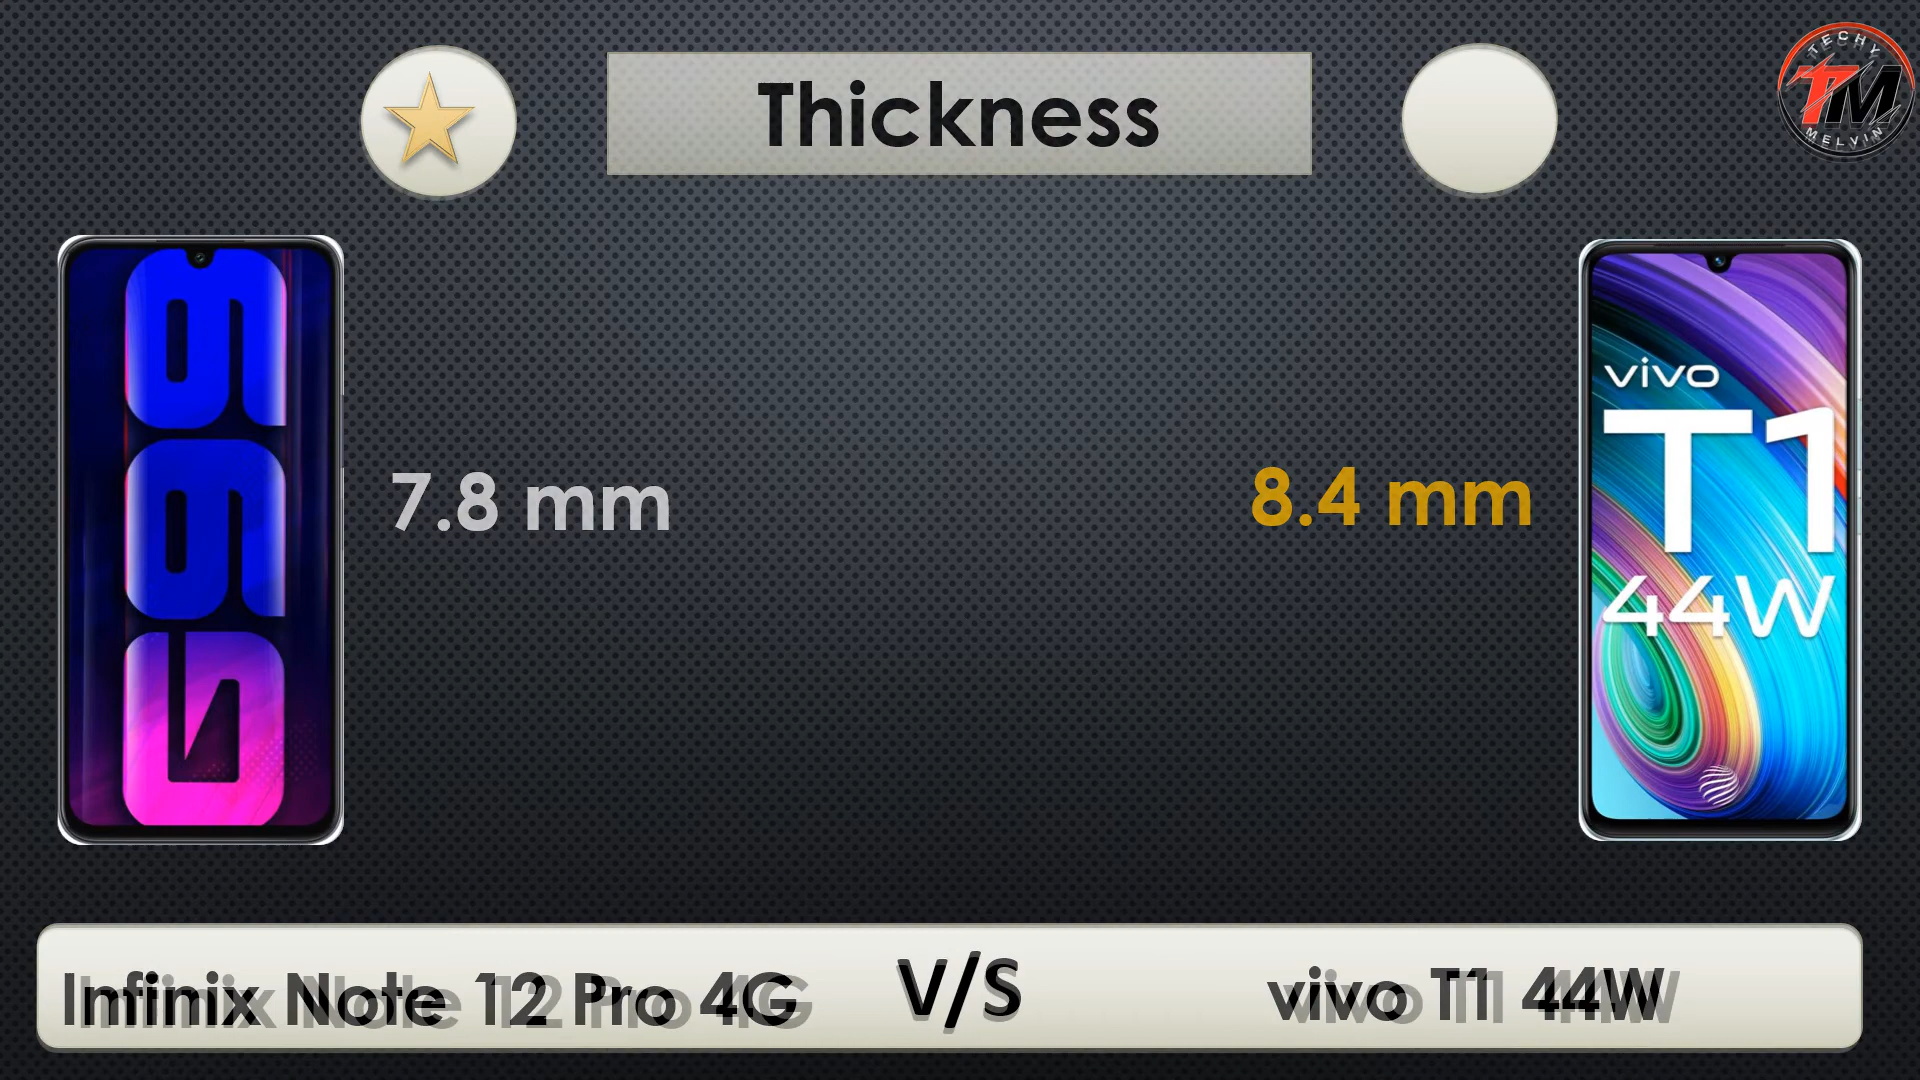 Thickness
TECHY
TM
MELVIN
G99
vivo
T1
44W
7.8 mm
8.4 mm
Infinix Note 12 Pro 4G V/S vivo T1 44W